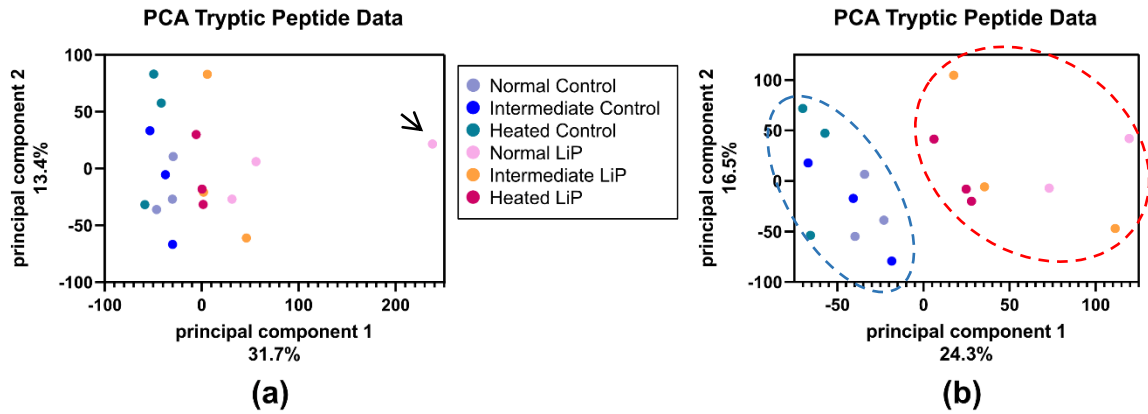 PCA Tryptic Peptide Data
principal component 2
13.4%
100
50
0
-50
-100
-100
0
100
200
principal component 1
31.7%
(a)
Normal Control
Intermediate Control
Heated Control
Normal LiP
Intermediate LiP
Heated LiP
PCA Tryptic Peptide Data
principal component 2
16.5%
100
50
0
-50
-100
-50
0
50
100
principal component 1
24.3%
(b)